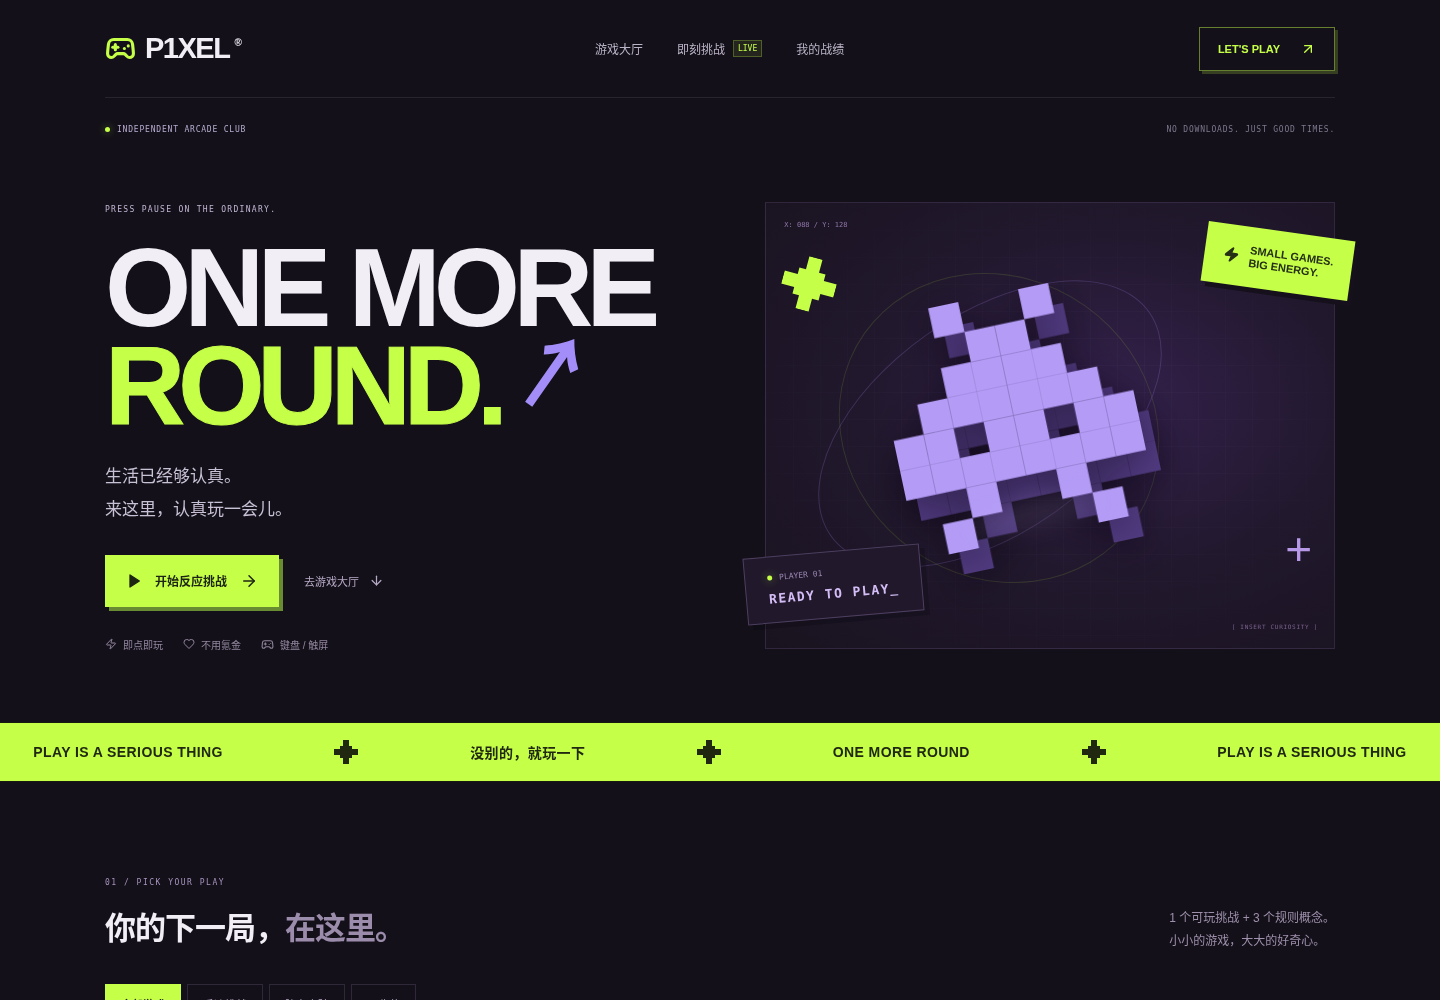 P1XEL ®
游戏大厅
即刻挑战 LIVE
我的战绩
LET'S PLAY
INDEPENDENT ARCADE CLUB
NO DOWNLOADS. JUST GOOD TIMES.
PRESS PAUSE ON THE ORDINARY.
ONE MORE
ROUND.
生活已经够认真。
来这里，认真玩一会儿。
开始反应挑战
去游戏大厅
即点即玩
不用氪金
键盘 / 触屏
X: 088 / Y: 120
SMALL GAMES.
BIG ENERGY.
PLAYER 01
READY TO PLAY_
[ INSERT CURIOSITY ]
PLAY IS A SERIOUS THING
没别的，就玩一下
ONE MORE ROUND
PLAY IS A SERIOUS THING
01 / PICK YOUR PLAY
你的下一局，在这里。
1 个可玩挑战 + 3 个规则概念。
小小的游戏，大大的好奇心。